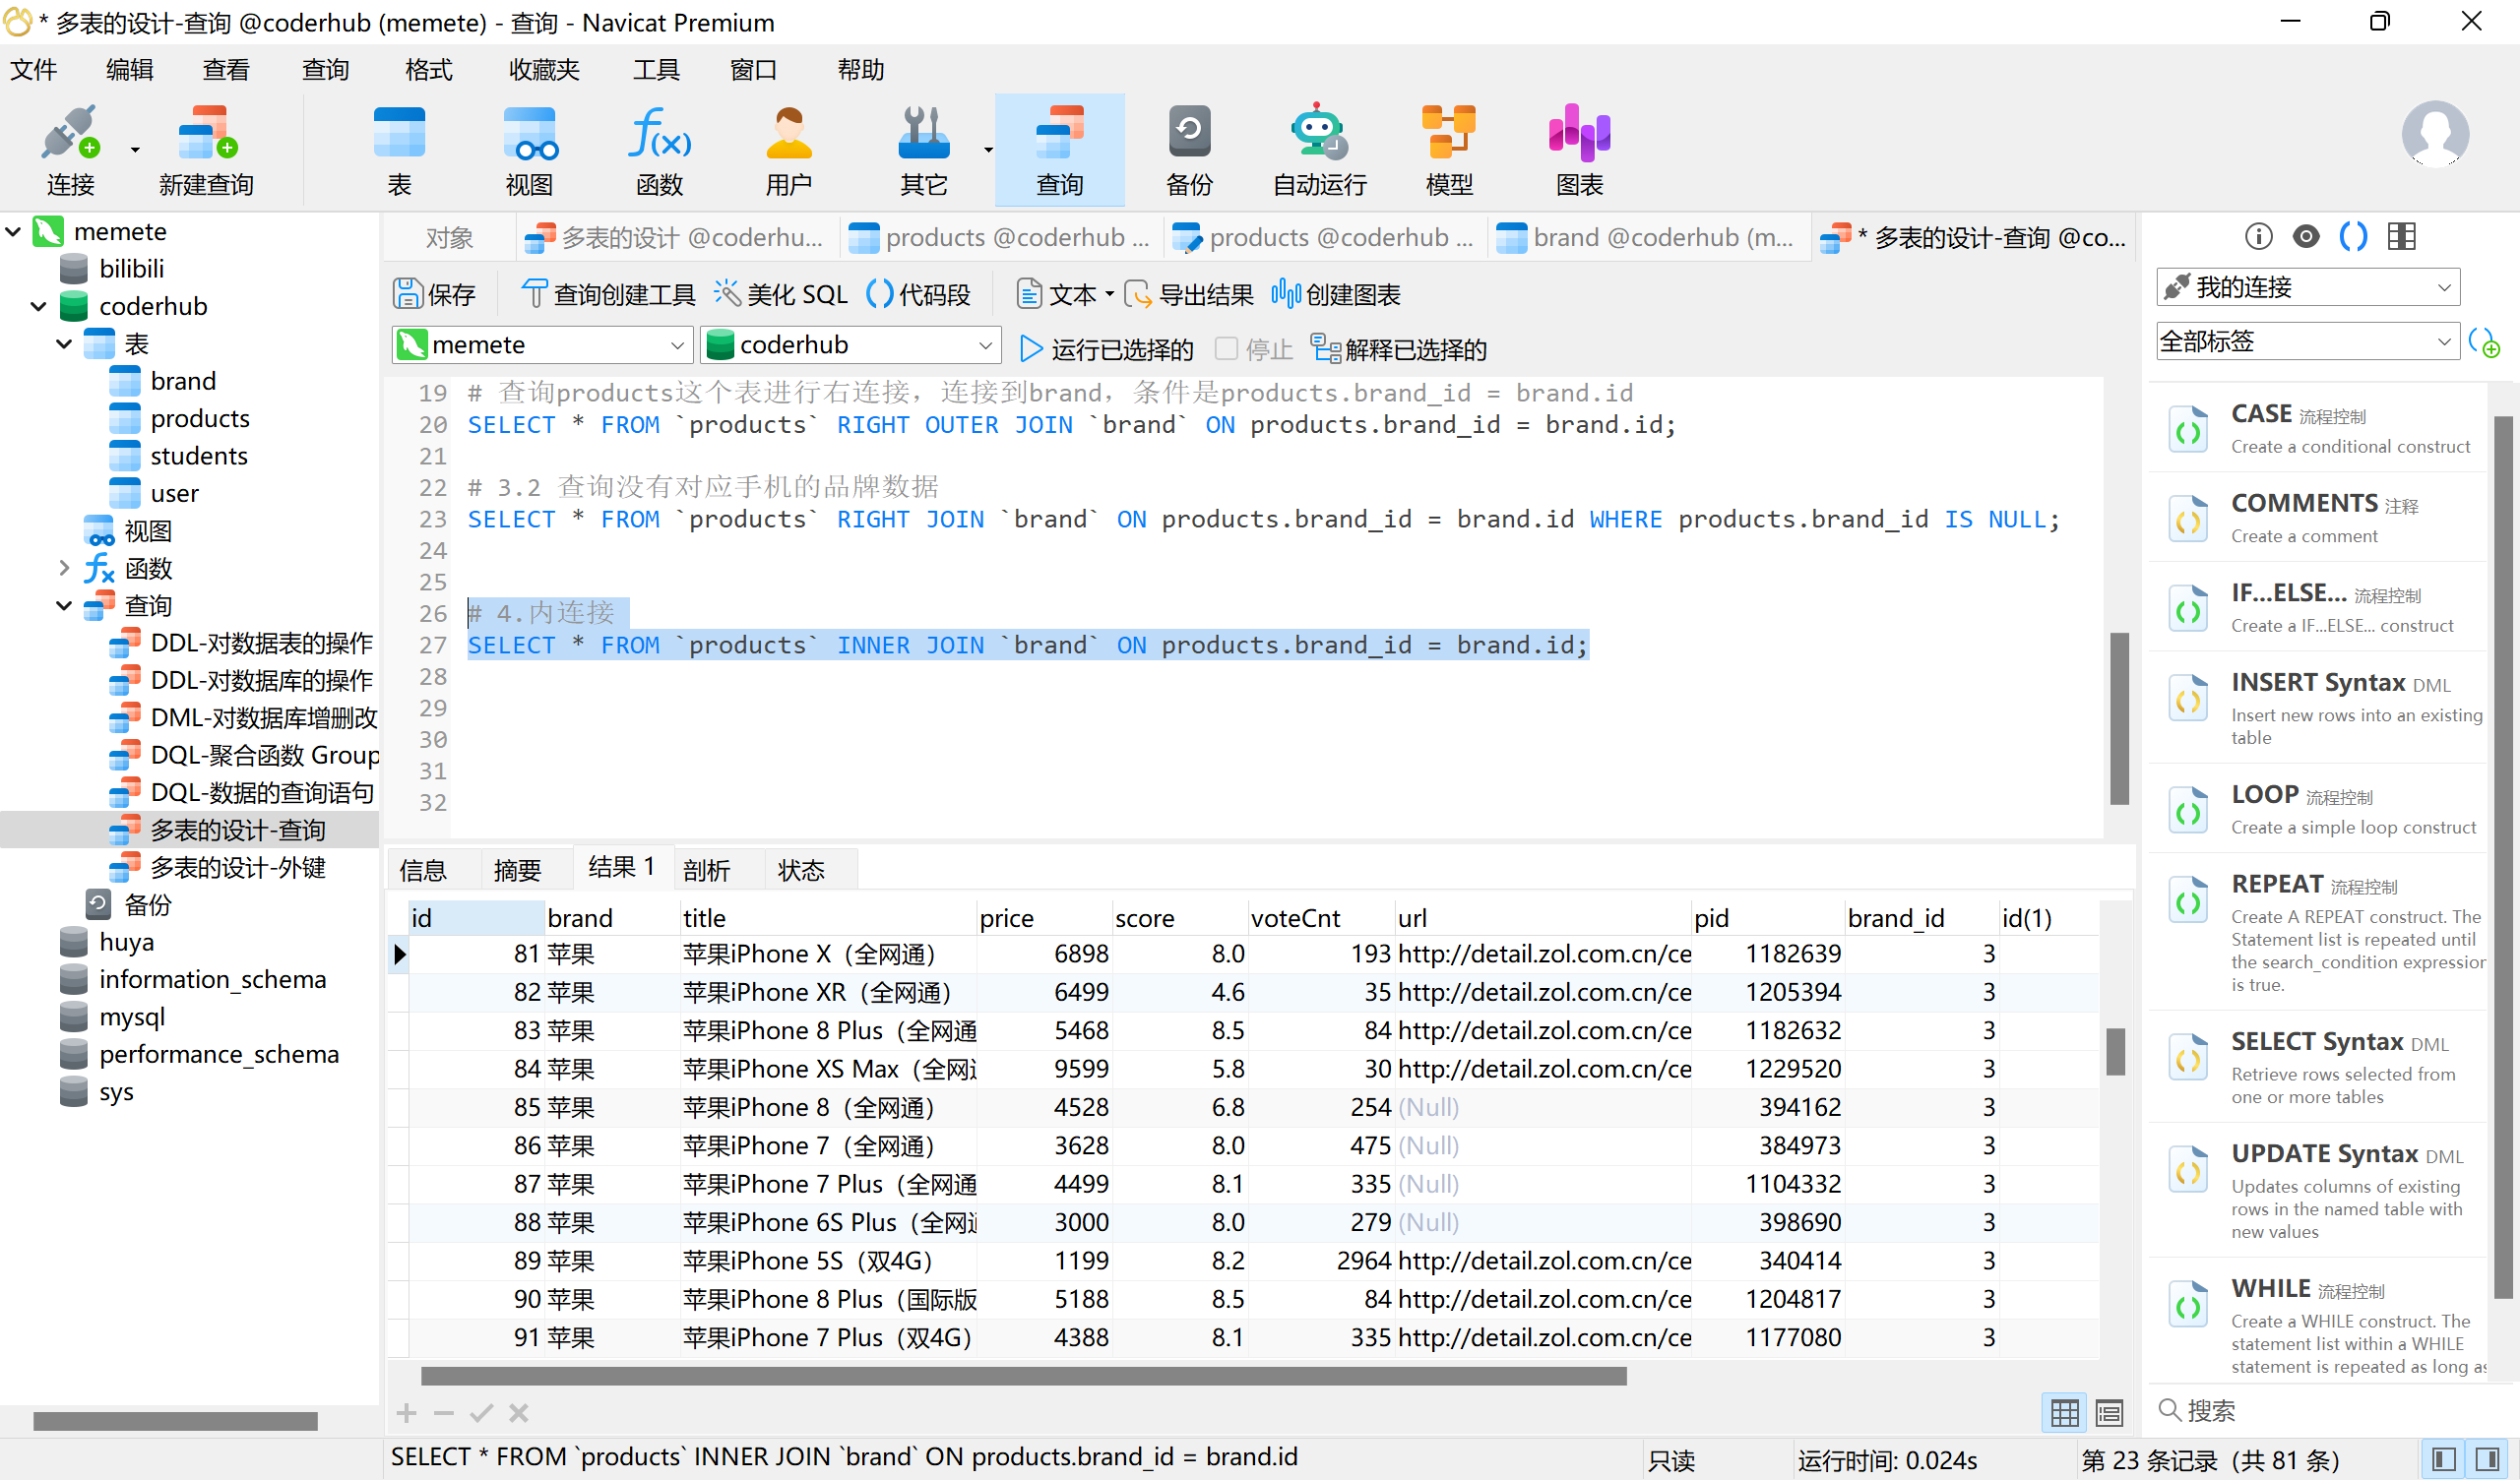 * 多表的设计-查询 @coderhub (memete) - 查询 - Navicat Premium
文件 编辑 查看 查询 格式 收藏夹 工具 窗口 帮助
连接 新建查询 表 视图 函数 用户 其它 查询 备份 自动运行 模型 图表
memete
bilibili
coderhub
表
brand
products
students
user
视图
函数
查询
DDL-对数据表的操作
DDL-对数据库的操作
DML-对数据库增删改
DQL-聚合函数 Group
DQL-数据的查询语句
多表的设计-查询
多表的设计-外键
备份
huya
information_schema
mysql
performance_schema
sys
对象 多表的设计 @coderhu... products @coderhub ... products @coderhub ... brand @coderhub (m... * 多表的设计-查询 @co...
保存 查询创建工具 美化 SQL 代码段 文本 导出结果 创建图表
memete coderhub 运行已选择的 停止 解释已选择的
19 # 查询products这个表进行右连接，连接到brand，条件是products.brand_id = brand.id
20 SELECT * FROM `products` RIGHT OUTER JOIN `brand` ON products.brand_id = brand.id;
21
22 # 3.2 查询没有对应手机的品牌数据
23 SELECT * FROM `products` RIGHT JOIN `brand` ON products.brand_id = brand.id WHERE products.brand_id IS NULL;
24
25
26 # 4.内连接
27 SELECT * FROM `products` INNER JOIN `brand` ON products.brand_id = brand.id;
28
29
30
31
32
信息 摘要 结果 1 剖析 状态
id brand title price score voteCnt url pid brand_id id(1)
81 苹果 苹果iPhone X（全网通） 6898 8.0 193 http://detail.zol.com.cn/ce 1182639 3
82 苹果 苹果iPhone XR（全网通） 6499 4.6 35 http://detail.zol.com.cn/ce 1205394 3
83 苹果 苹果iPhone 8 Plus（全网通 5468 8.5 84 http://detail.zol.com.cn/ce 1182632 3
84 苹果 苹果iPhone XS Max（全网 9599 5.8 30 http://detail.zol.com.cn/ce 1229520 3
85 苹果 苹果iPhone 8（全网通） 4528 6.8 254 (Null) 394162 3
86 苹果 苹果iPhone 7（全网通） 3628 8.0 475 (Null) 384973 3
87 苹果 苹果iPhone 7 Plus（全网通 4499 8.1 335 (Null) 1104332 3
88 苹果 苹果iPhone 6S Plus（全网 3000 8.0 279 (Null) 398690 3
89 苹果 苹果iPhone 5S（双4G） 1199 8.2 2964 http://detail.zol.com.cn/ce 340414 3
90 苹果 苹果iPhone 8 Plus（国际版 5188 8.5 84 http://detail.zol.com.cn/ce 1204817 3
91 苹果 苹果iPhone 7 Plus（双4G） 4388 8.1 335 http://detail.zol.com.cn/ce 1177080 3
SELECT * FROM `products` INNER JOIN `brand` ON products.brand_id = brand.id 只读 运行时间: 0.024s 第 23 条记录（共 81 条）
我的连接
全部标签
CASE 流程控制
Create a conditional construct
COMMENTS 注释
Create a comment
IF...ELSE... 流程控制
Create a IF...ELSE... construct
INSERT Syntax DML
Insert new rows into an existing
table
LOOP 流程控制
Create a simple loop construct
REPEAT 流程控制
Create A REPEAT construct. The
Statement list is repeated until
the search_condition expression
is true.
SELECT Syntax DML
Retrieve rows selected from
one or more tables
UPDATE Syntax DML
Updates columns of existing
rows in the named table with
new values
WHILE 流程控制
Create a WHILE construct. The
statement list within a WHILE
statement is repeated as long as
搜索